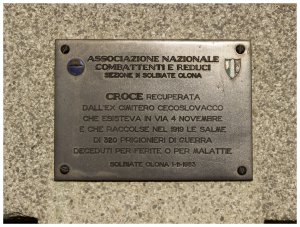 ASSOCIAZIONE NAZIONALE
COMBATTENTI E REDUCI
SEZIONE DI SOLBIATE OLONA
CROCE RECUPERATA
DALL'EX CIMITERO CECOSLOVACCO
CHE ESISTEVA IN VIA 4 NOVEMBRE
E CHE RACCOLSE NEL 1919 LE SALME
DI 320 PRIGIONIERI DI GUERRA
DECEDUTI PER FERITE O PER MALATTIE
SOLBIATE OLONA 1-11-1983